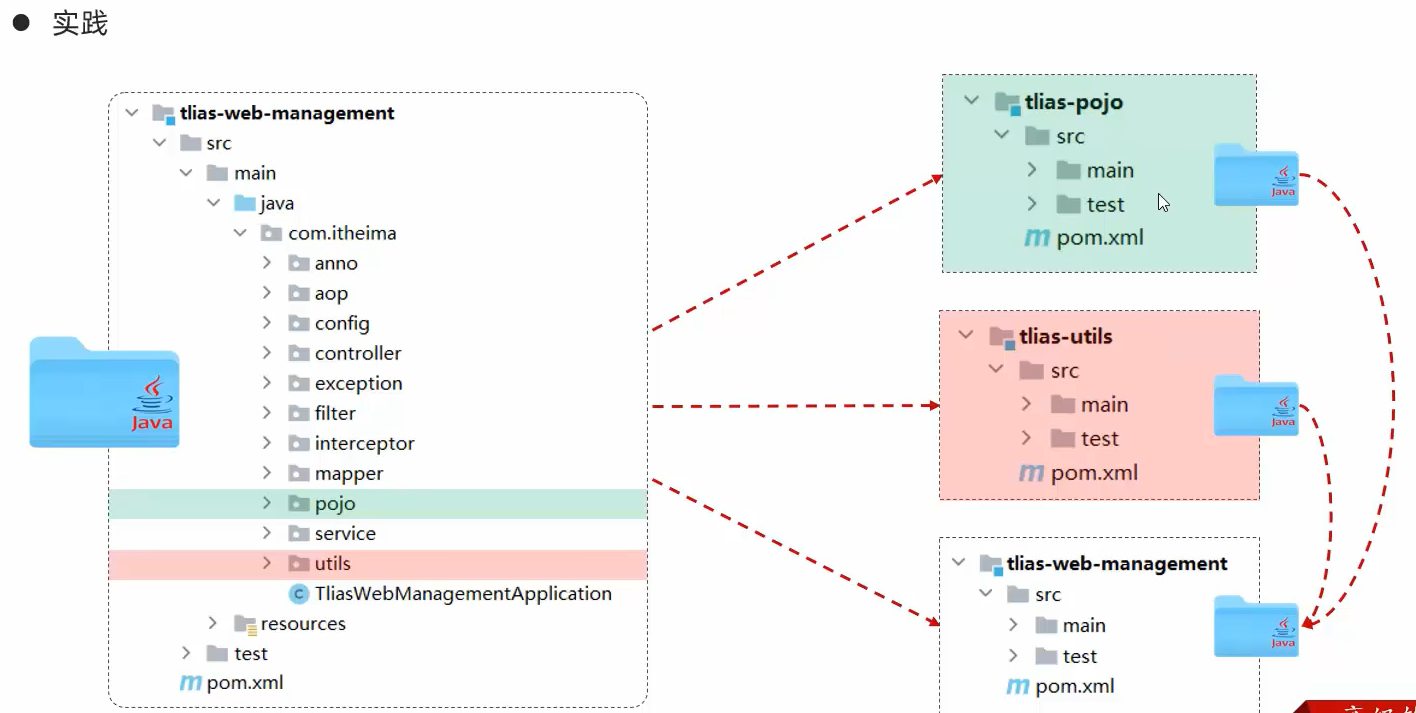 实践
tlias-web-management
src
main
java
com.itheima
anno
aop
config
controller
exception
filter
interceptor
mapper
pojo
service
utils
C TliasWebManagementApplication
resources
test
m pom.xml
Java
tlias-pojo
src
main
test
m pom.xml
Java
tlias-utils
src
main
test
m pom.xml
Java
tlias-web-management
src
main
test
m pom.xml
Java